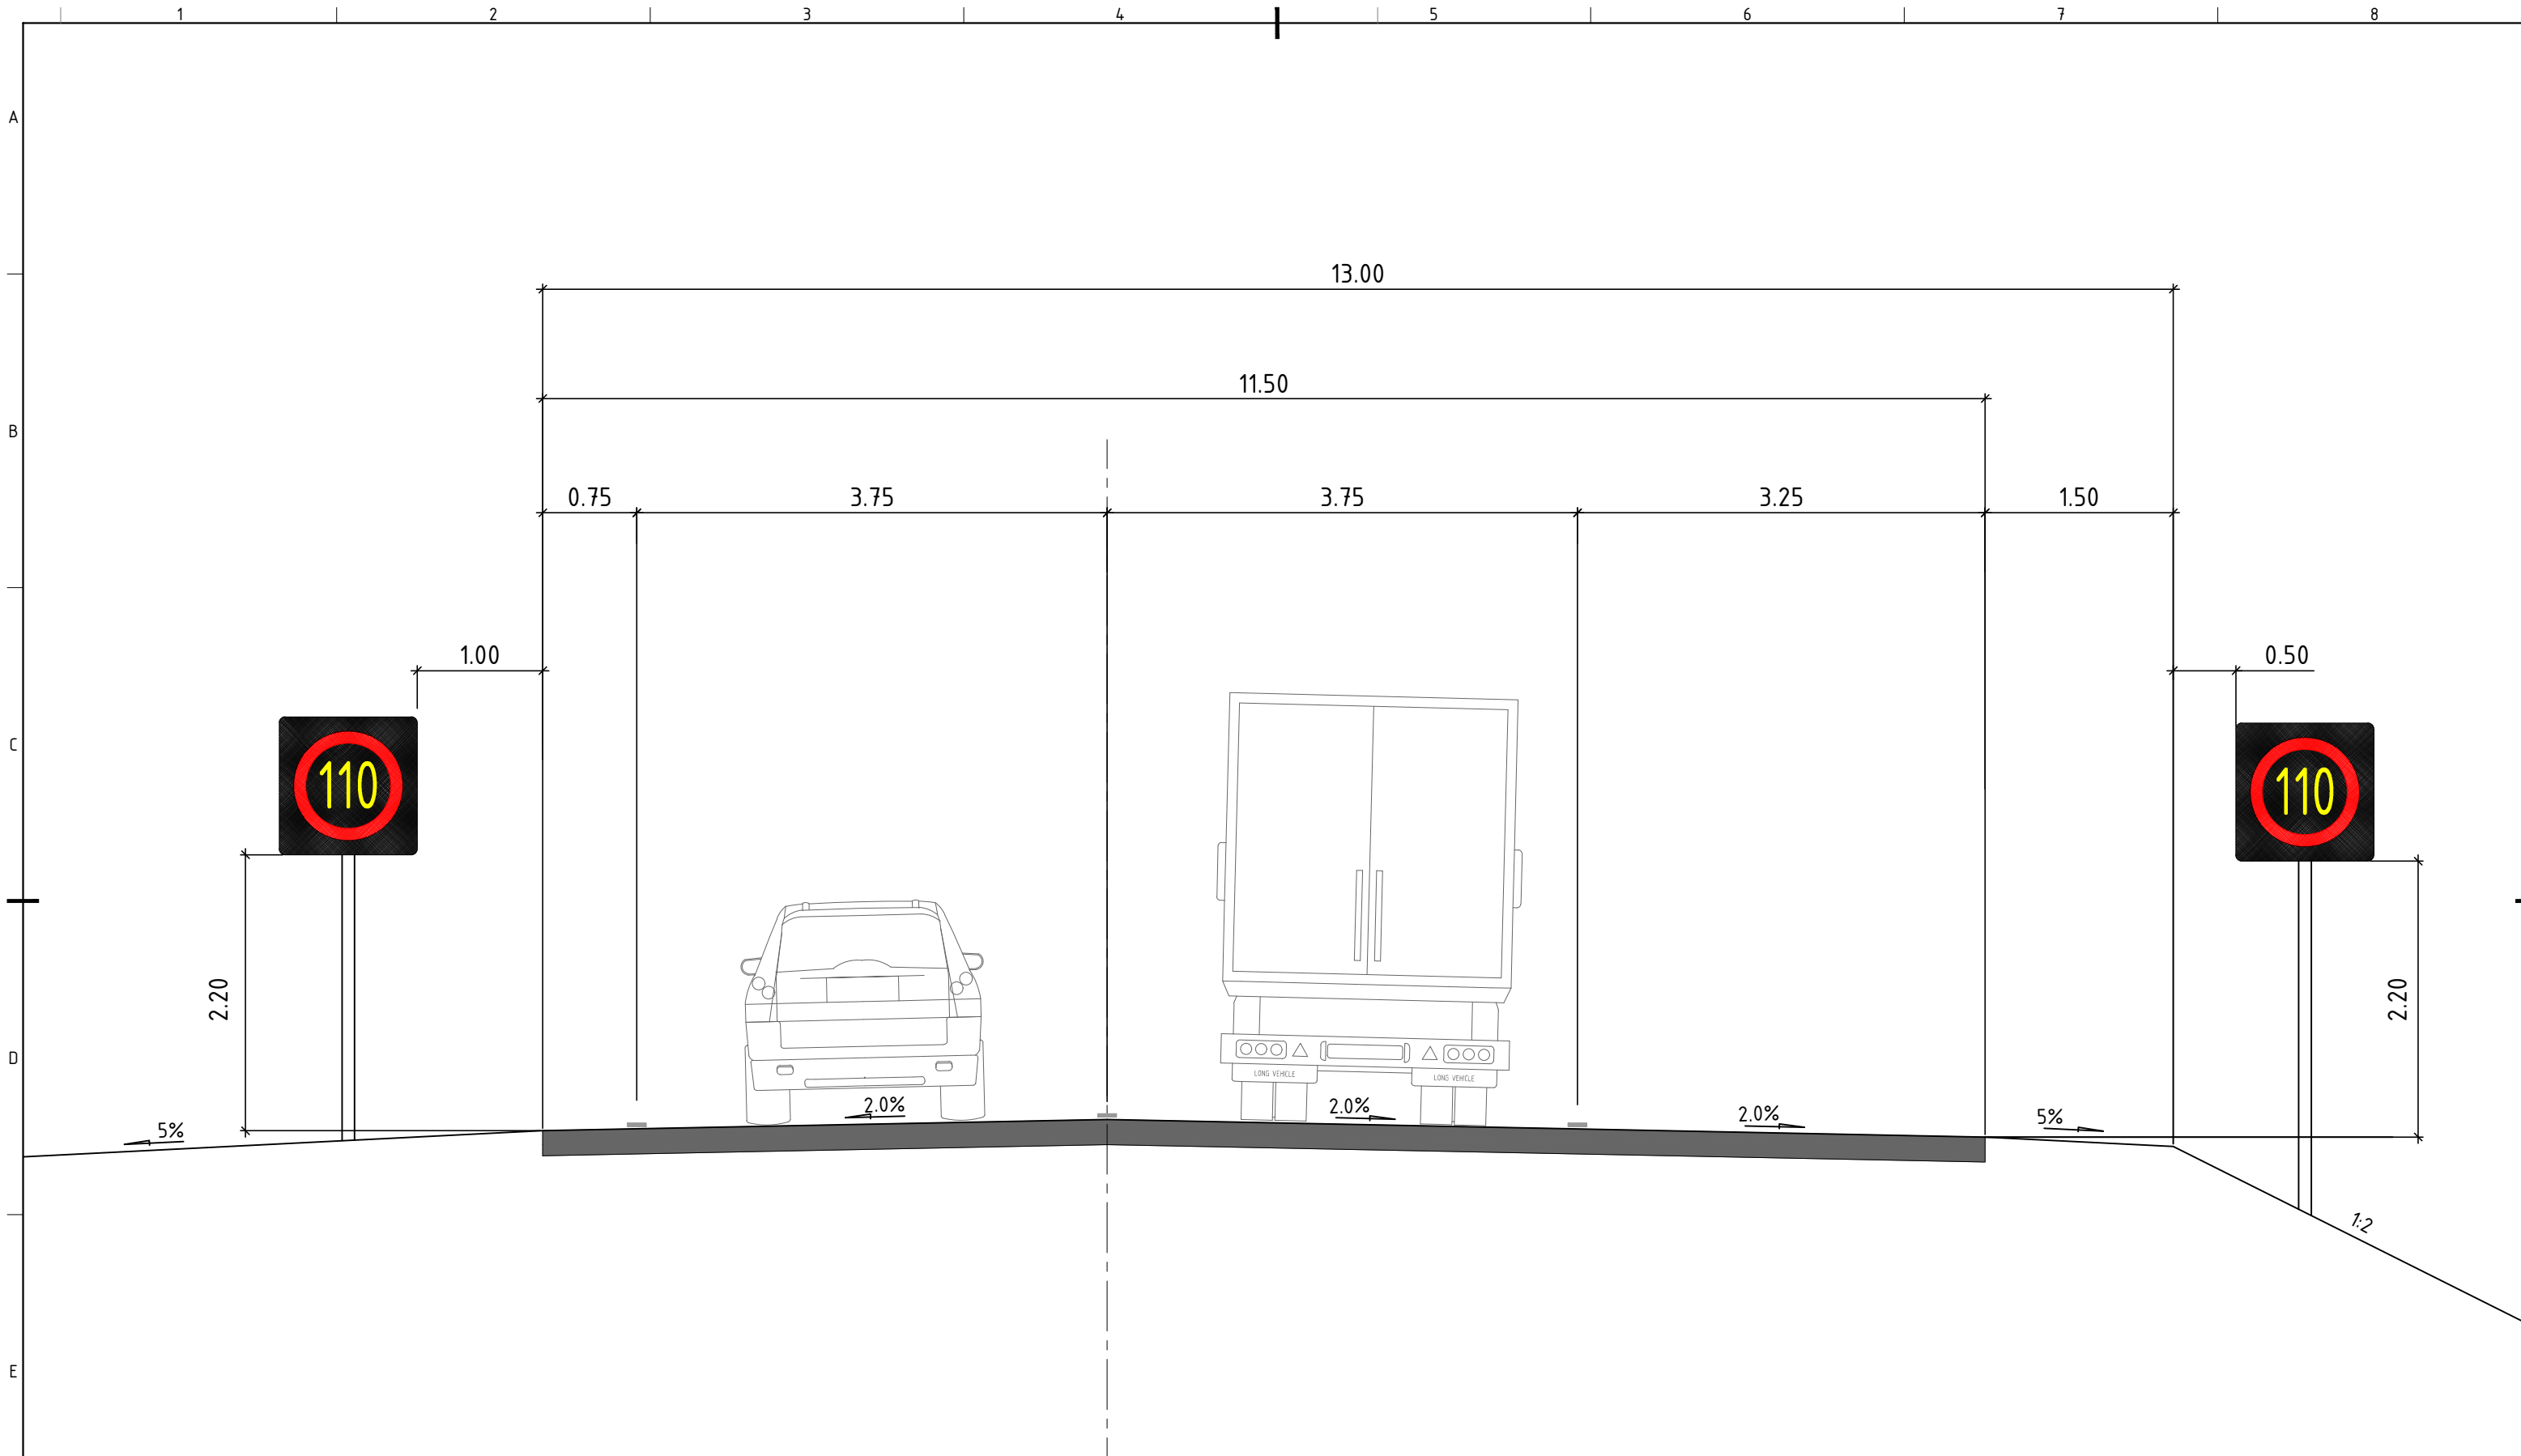 1 2 3 4 5 6 7 8
A
13.00
11.50
B
0.75 3.75 3.75 3.25 1.50
1.00 0.50
C
110 110
2.20 2.20
D
LONG VEHICLE LONG VEHICLE
5% 2.0% 2.0% 2.0% 5%
1:2
E